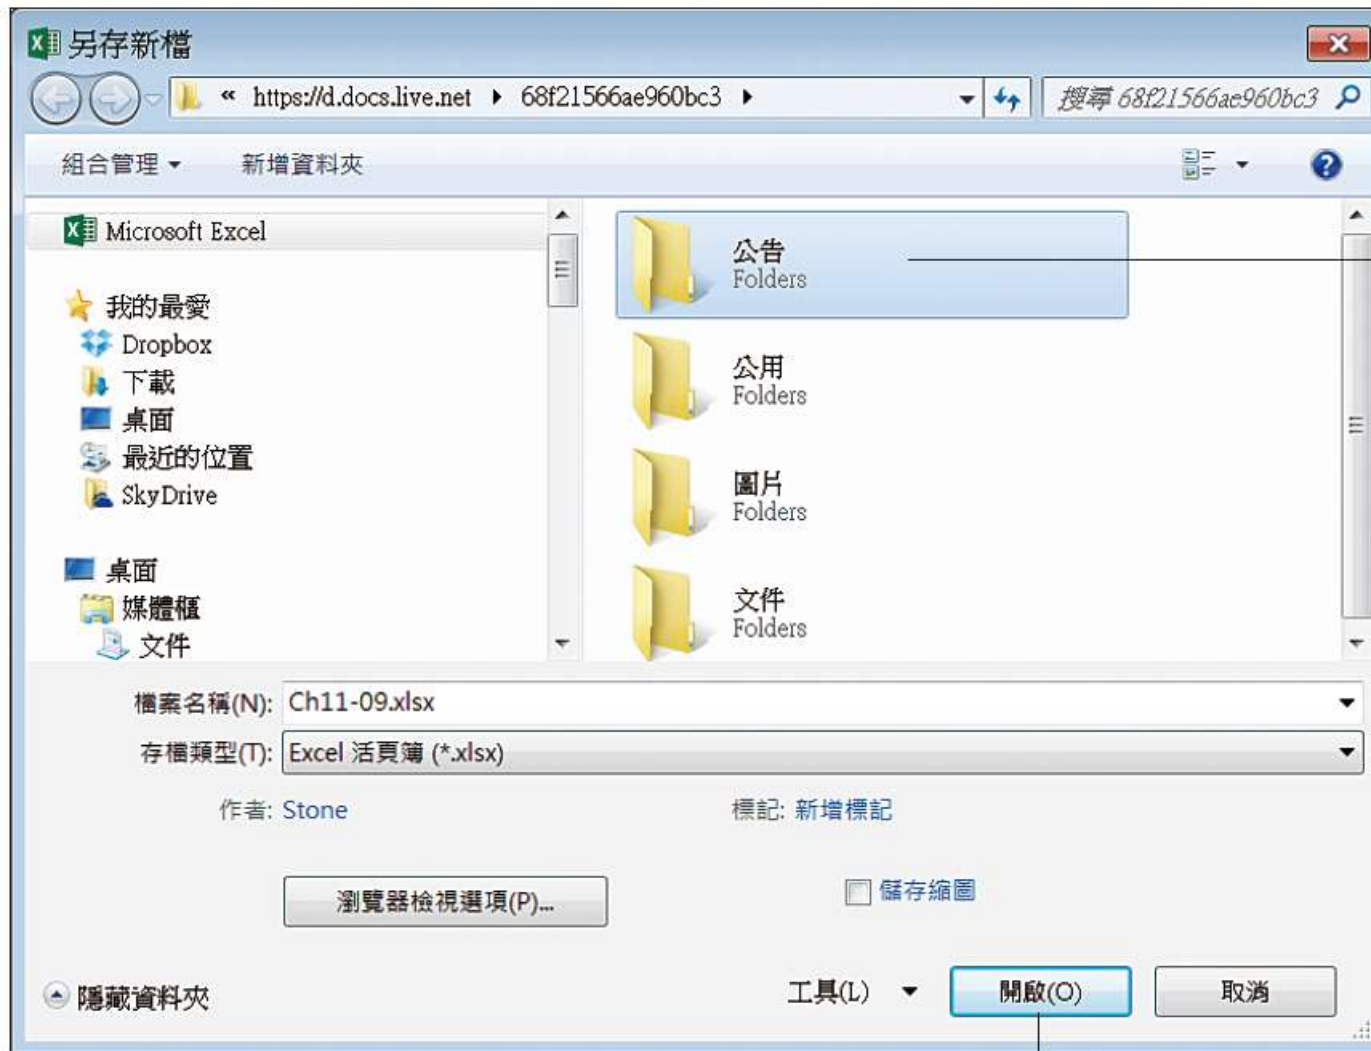 另存新檔
« https://d.docs.live.net ▸ 68f21566ae960bc3 ▸
搜尋 68f21566ae960bc3
組合管理
新增資料夾
Microsoft Excel
我的最愛
Dropbox
下載
桌面
最近的位置
SkyDrive
桌面
媒體櫃
文件
公告
Folders
公用
Folders
圖片
Folders
文件
Folders
檔案名稱(N): Ch11-09.xlsx
存檔類型(T): Excel 活頁簿 (*.xlsx)
作者: Stone
標記: 新增標記
瀏覽器檢視選項(P)...
儲存縮圖
隱藏資料夾
工具(L)
開啟(O)
取消